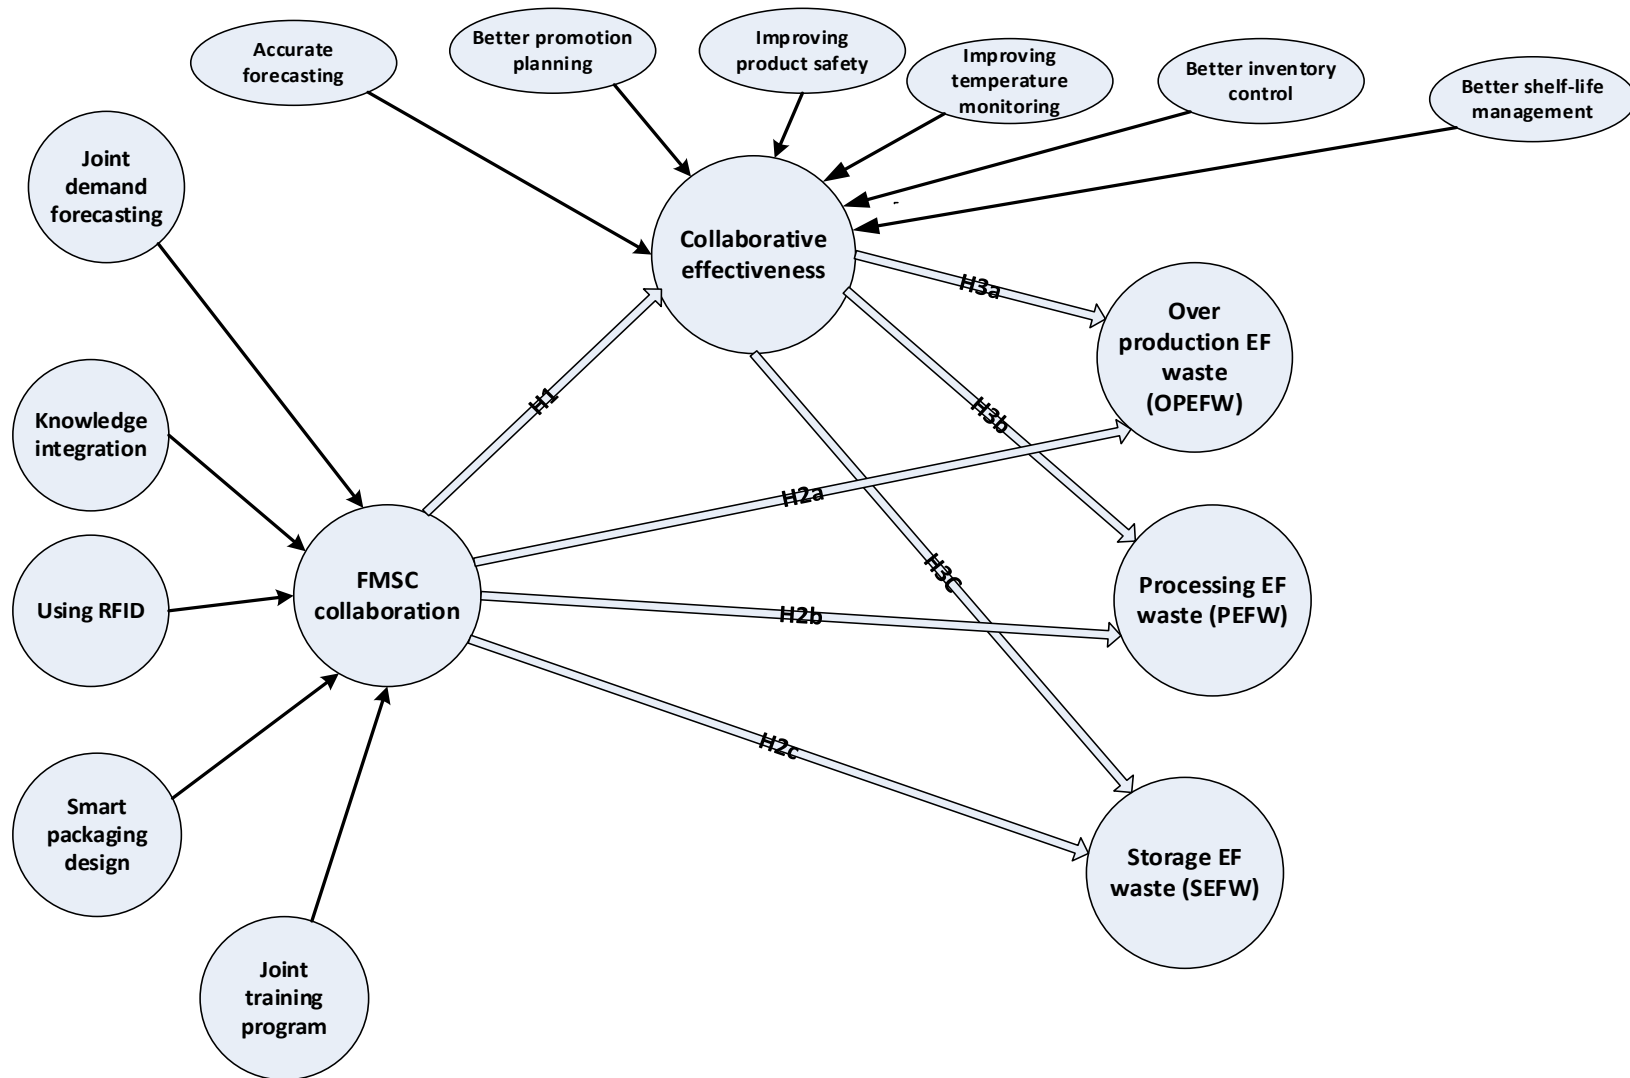 Accurate
forecasting
Better promotion
planning
Improving
product safety
Improving
temperature
monitoring
Better inventory
control
Better shelf-life
management
Joint
demand
forecasting
Collaborative
effectiveness
H3a
Over
production EF
waste
(OPEFW)
Knowledge
integration
H1
H3b
H2a
FMSC
collaboration
H3C
Using RFID
H2b
Processing EF
waste (PEFW)
H2c
Smart
packaging
design
Storage EF
waste (SEFW)
Joint
training
program